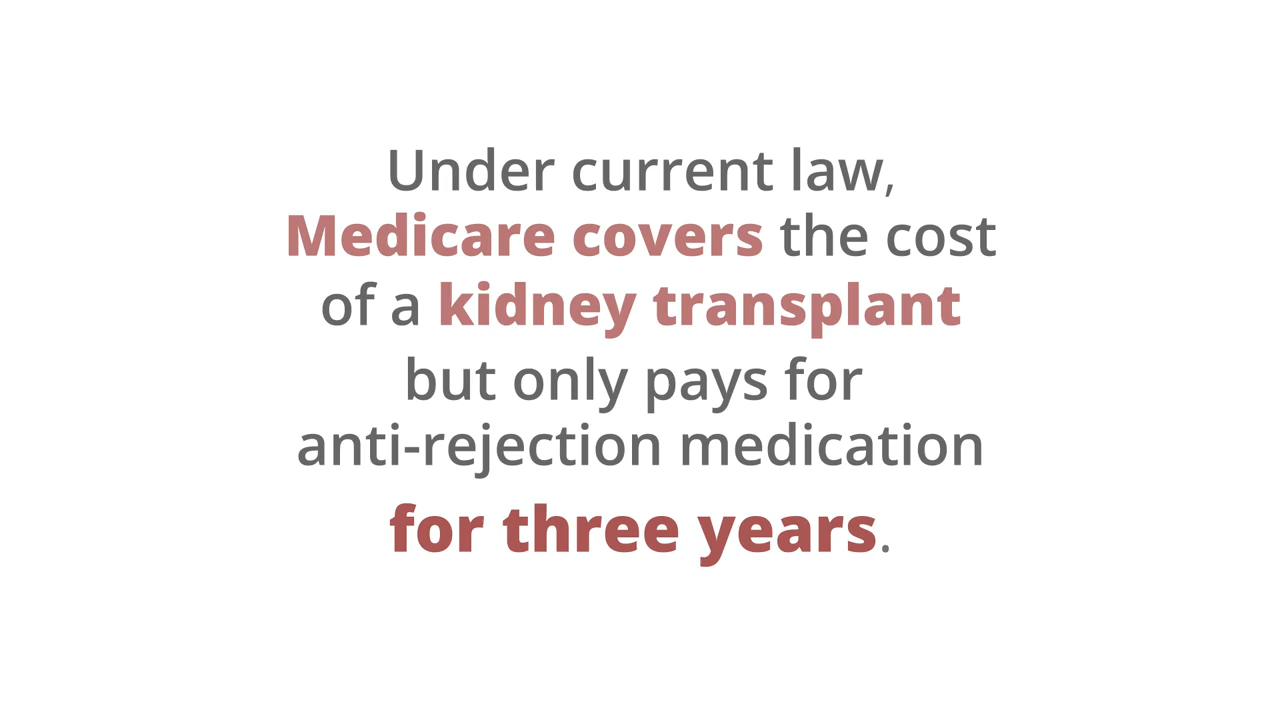 Under current law,
Medicare covers the cost
of a kidney transplant
but only pays for
anti-rejection medication
for three years.